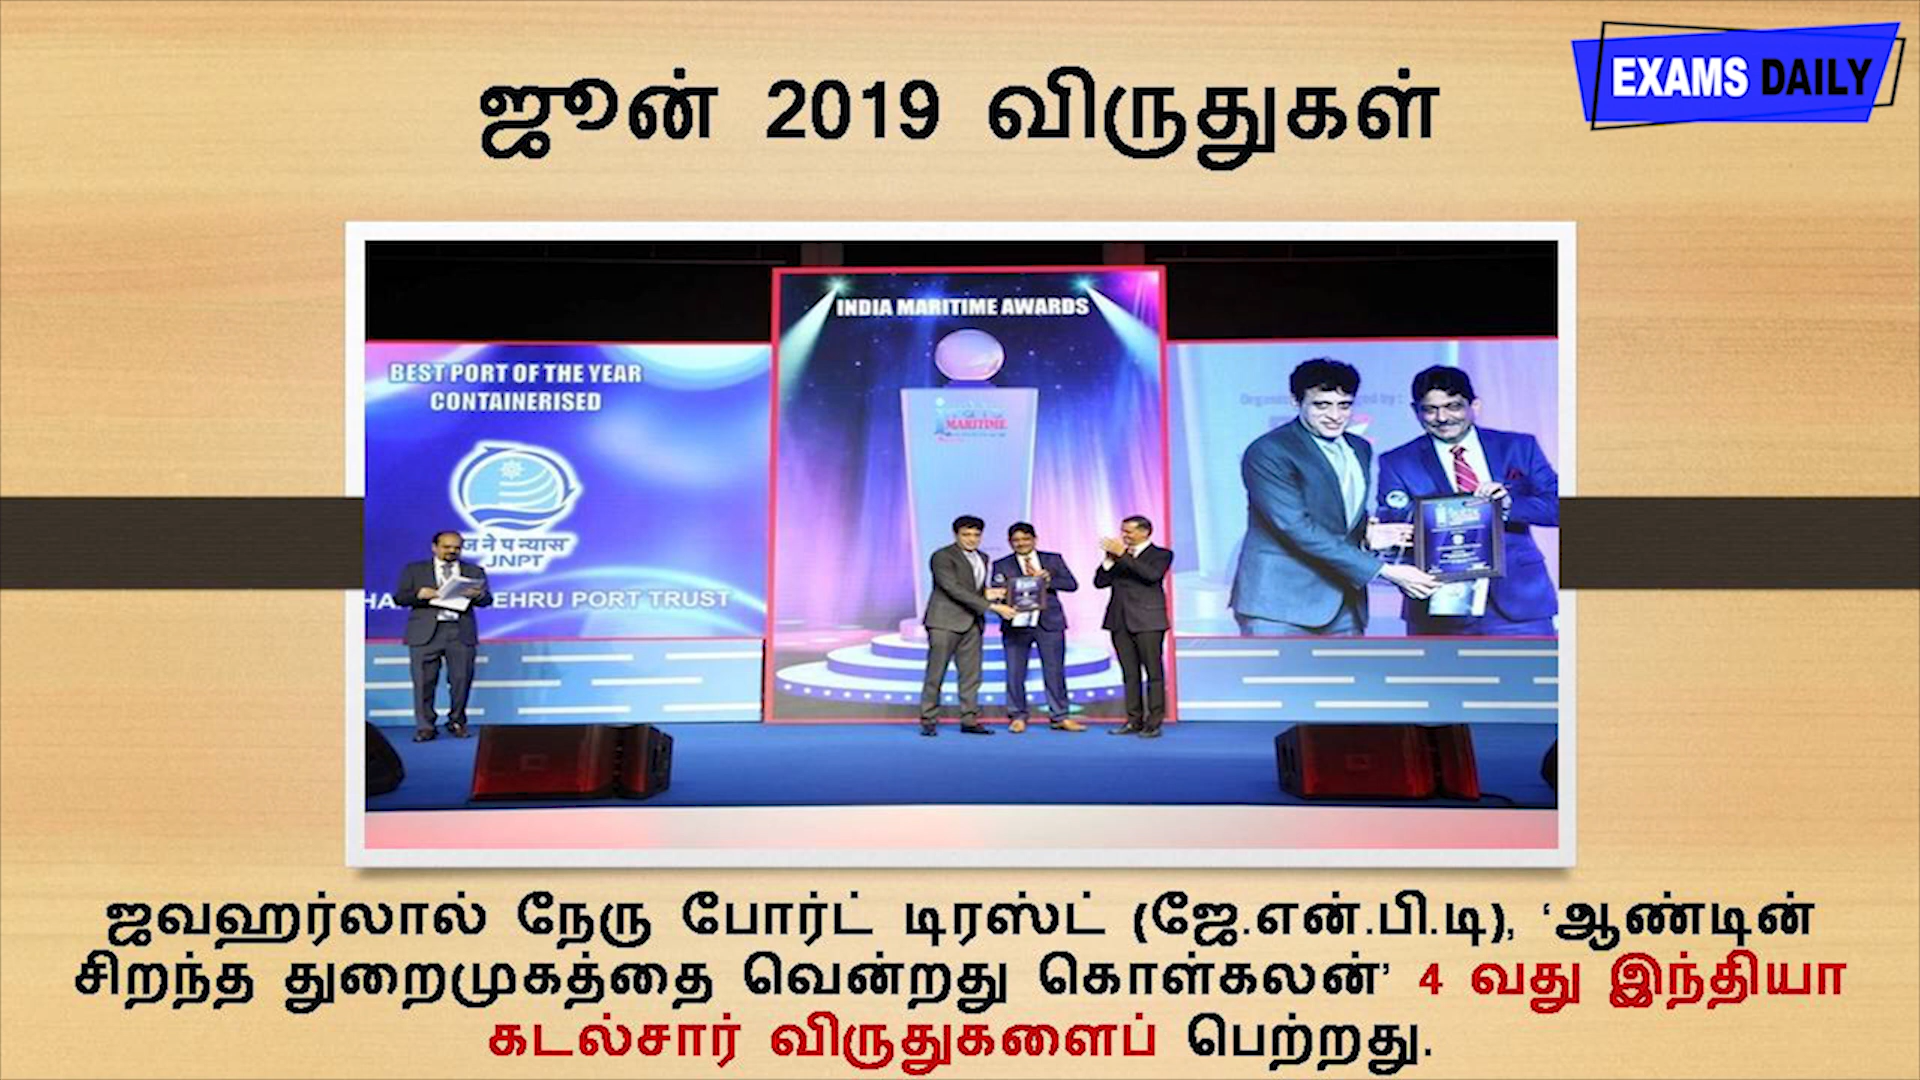 EXAMS DAILY
ஜூன் 2019 விருதுகள்
INDIA MARITIME AWARDS
BEST PORT OF THE YEAR
CONTAINERISED
MARITIME
ज ने प न्यास
JNPT
EHRU PORT TRUST
ஜவஹர்லால் நேரு போர்ட் டிரஸ்ட் (ஜே.என்.பி.டி), ‘ஆண்டின்
சிறந்த துறைமுகத்தை வென்றது கொள்கலன்’ 4 வது இந்தியா
கடல்சார் விருதுகளைப் பெற்றது.